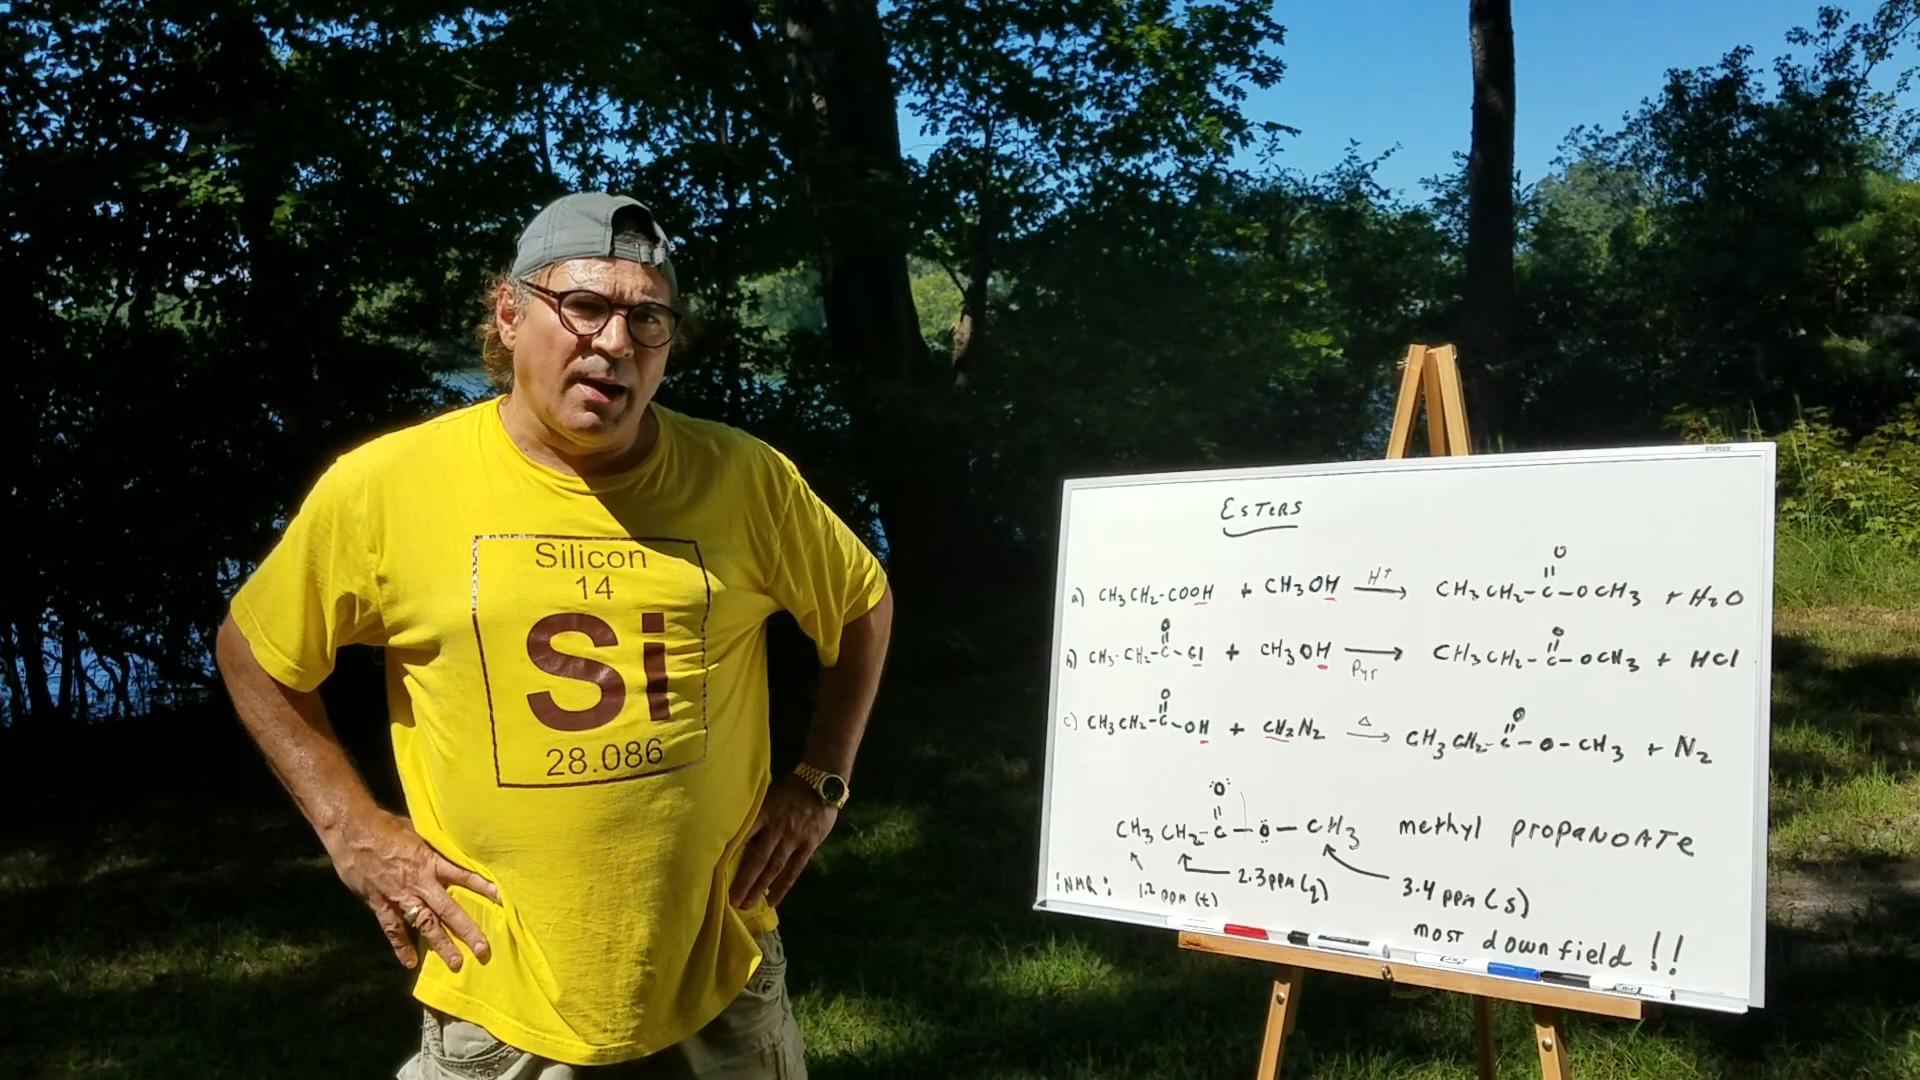 Silicon
14
Si
28.086
STAPLES
Esters
a) CH3CH2-COOH + CH3OH H+ → CH3CH2-C-OCH3 + H2O
O
||
O
||
O
||
b) CH3-CH2-C-Cl + CH3OH → CH3CH2-C-OCH3 + HCl
Pyr
O
||
O
||
c) CH3CH2-C-OH + CH2N2 Δ → CH3CH2-C-O-CH3 + N2
:O:
||
CH3CH2-C-O-CH3 methyl propanoate
:NMR: 1.2 ppm (t) 2.3ppm (q) 3.4 ppm (s)
most downfield !!